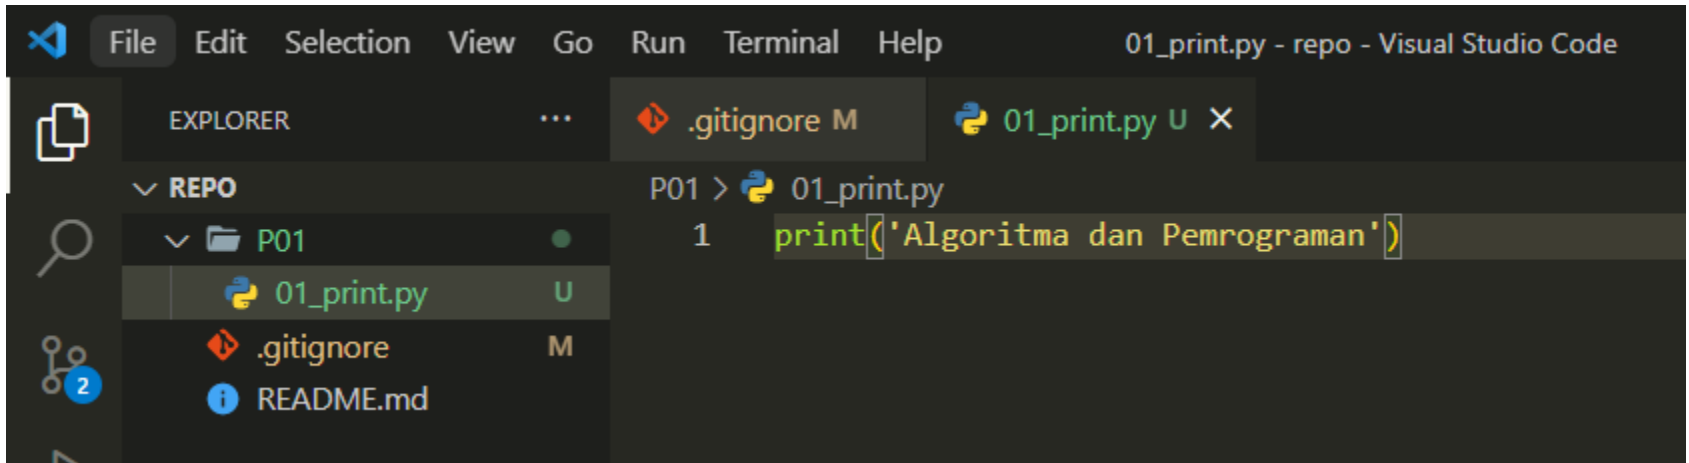 File Edit Selection View Go Run Terminal Help 01_print.py - repo - Visual Studio Code
EXPLORER ··· .gitignore M 01_print.py U
REPO P01 > 01_print.py
P01 1 print('Algoritma dan Pemrograman')
01_print.py U
.gitignore M
2
README.md